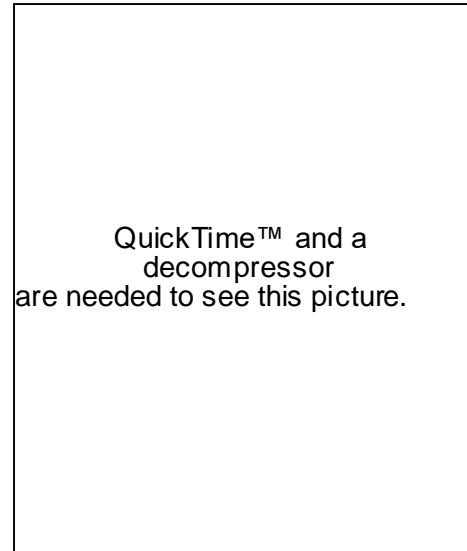 QuickTime™ and a
decompressor
are needed to see this picture.